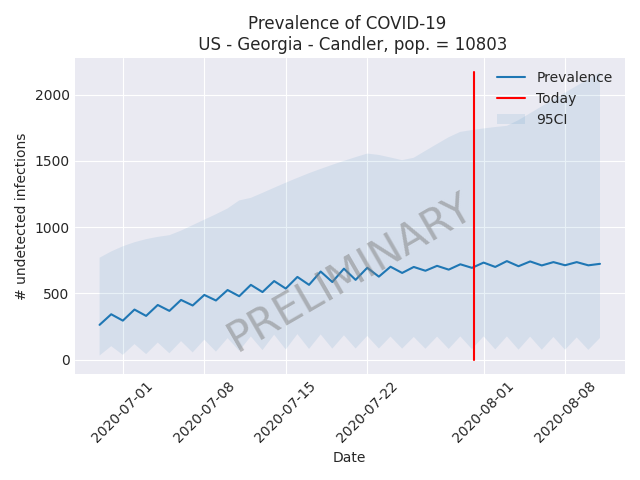 Prevalence of COVID-19
US - Georgia - Candler, pop. = 10803
Prevalence
Today
95CI
# undetected infections
2000
1500
1000
500
0
PRELIMINARY
2020-07-01
2020-07-08
2020-07-15
2020-07-22
2020-08-01
2020-08-08
Date